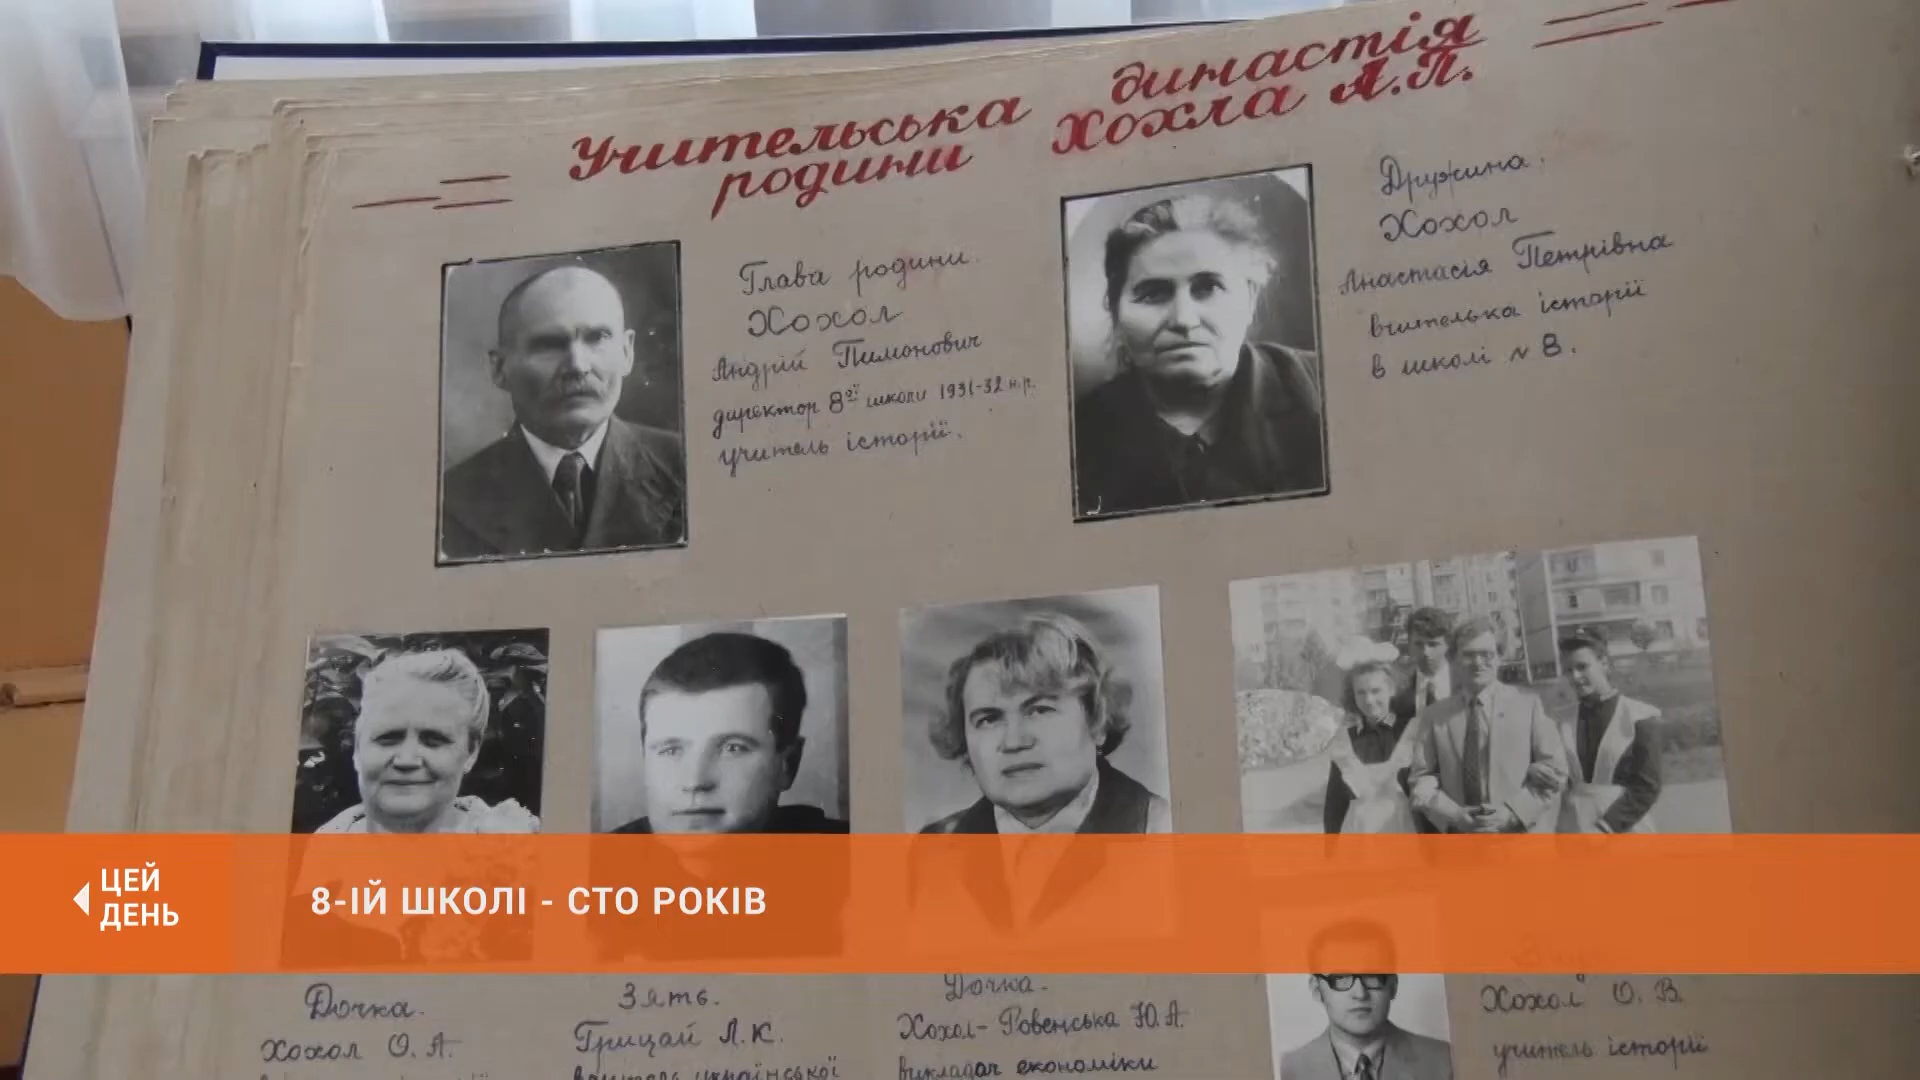 Учительська династія
родини Хохла А.П.
Глава родини.
Хохол
Андрій Пимонович
директор 8ої школи 1931-32 н.р.
учитель історії.
Дружина.
Хохол
Анастасія Петрівна
вчителька історії
в школі № 8.
ЦЕЙ
ДЕНЬ
8-ІЙ ШКОЛІ - СТО РОКІВ
Дочка.
Хохол О. А.
Зять.
Грицай Л.К.
вчитель української
Дочка.
Хохол-Ровенська Ю.А.
викладач економіки
Хохол О. В.
учитель історії